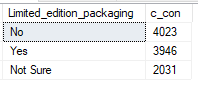 Limited_edition_packaging c_con
No 4023
Yes 3946
Not Sure 2031